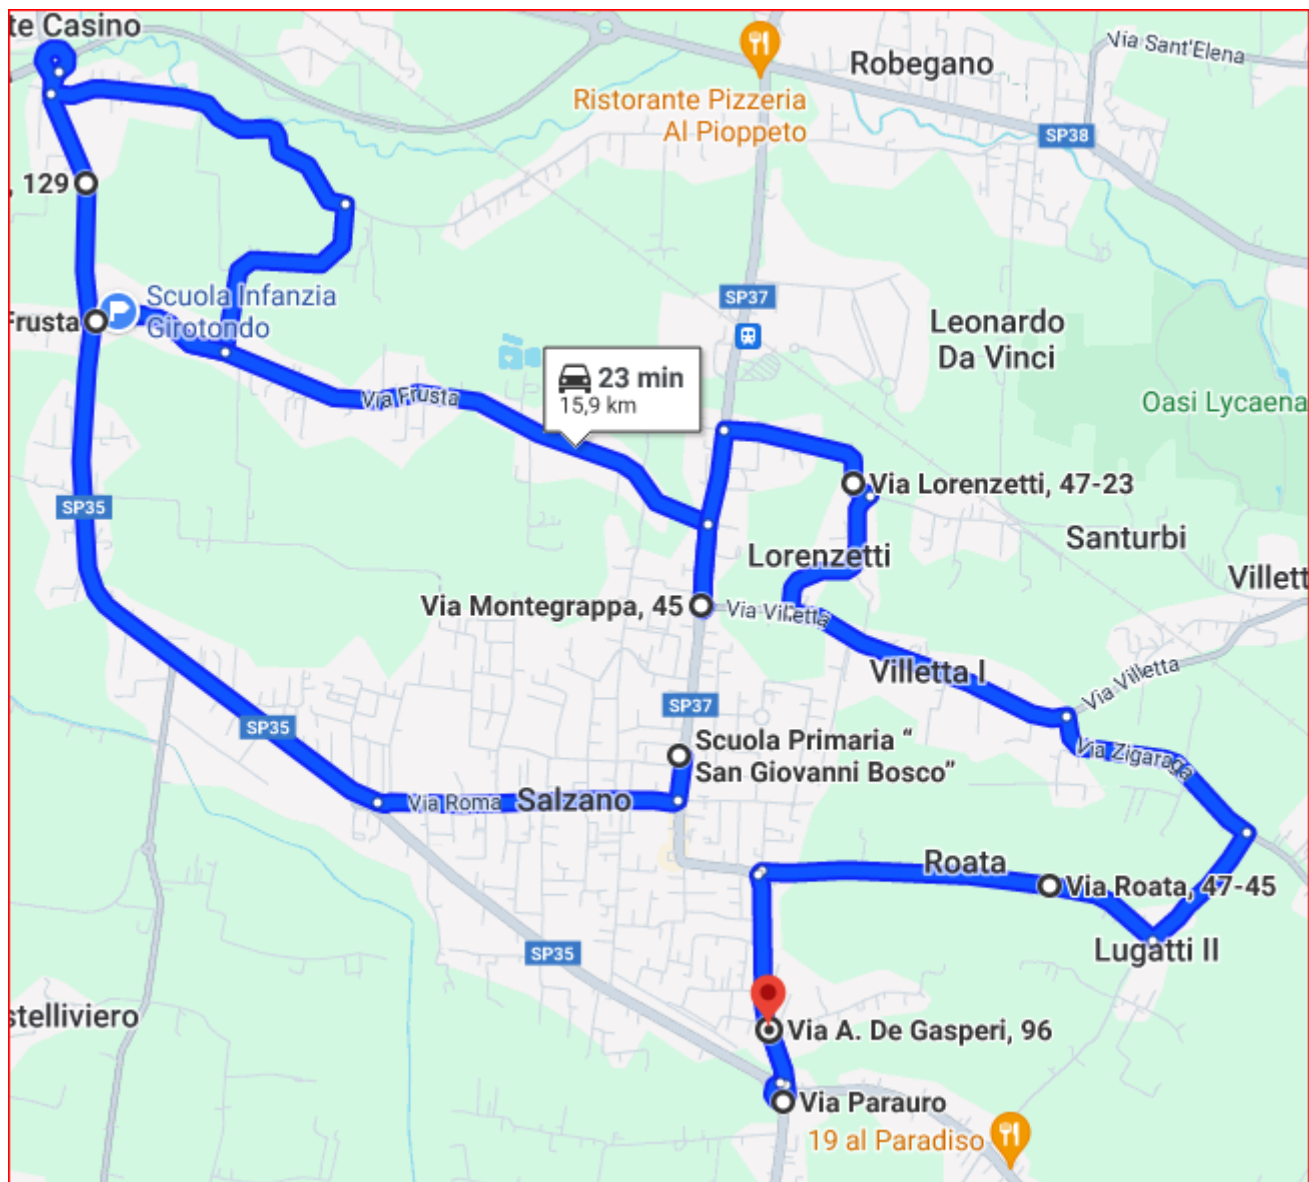 te Casino
Via Sant'Elena
Robegano
Ristorante Pizzeria
Al Pioppeto
SP38
, 129
Scuola Infanzia
Girotondo
Frusta
SP37
Leonardo
Da Vinci
23 min
15,9 km
Via Frusta
Oasi Lycaena
Via Lorenzetti, 47-23
SP35
Santurbi
Lorenzetti
Villett
Via Montegrappa, 45
Via Villetta
Villetta I
Via Villetta
SP37
SP35
Scuola Primaria “
San Giovanni Bosco”
Via Zigaraga
Via Roma
Salzano
Roata
Via Roata, 47-45
SP35
Lugatti II
stelliviero
Via A. De Gasperi, 96
Via Parauro
19 al Paradiso